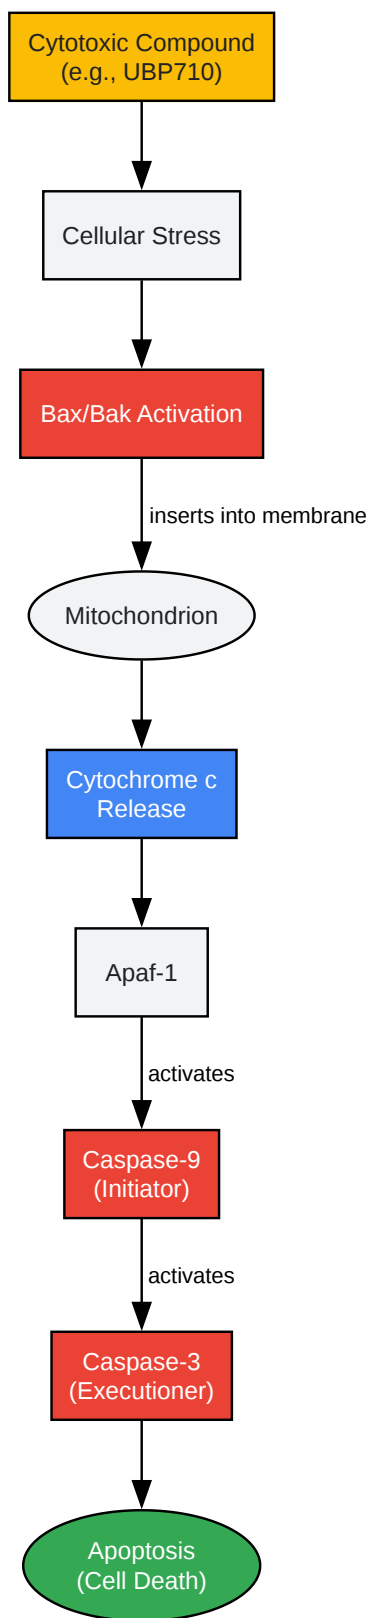 Cytotoxic Compound
(e.g., UBP710)
Cellular Stress
Bax/Bak Activation
inserts into membrane
Mitochondrion
Cytochrome c
Release
Apaf-1
activates
Caspase-9
(Initiator)
activates
Caspase-3
(Executioner)
Apoptosis
(Cell Death)